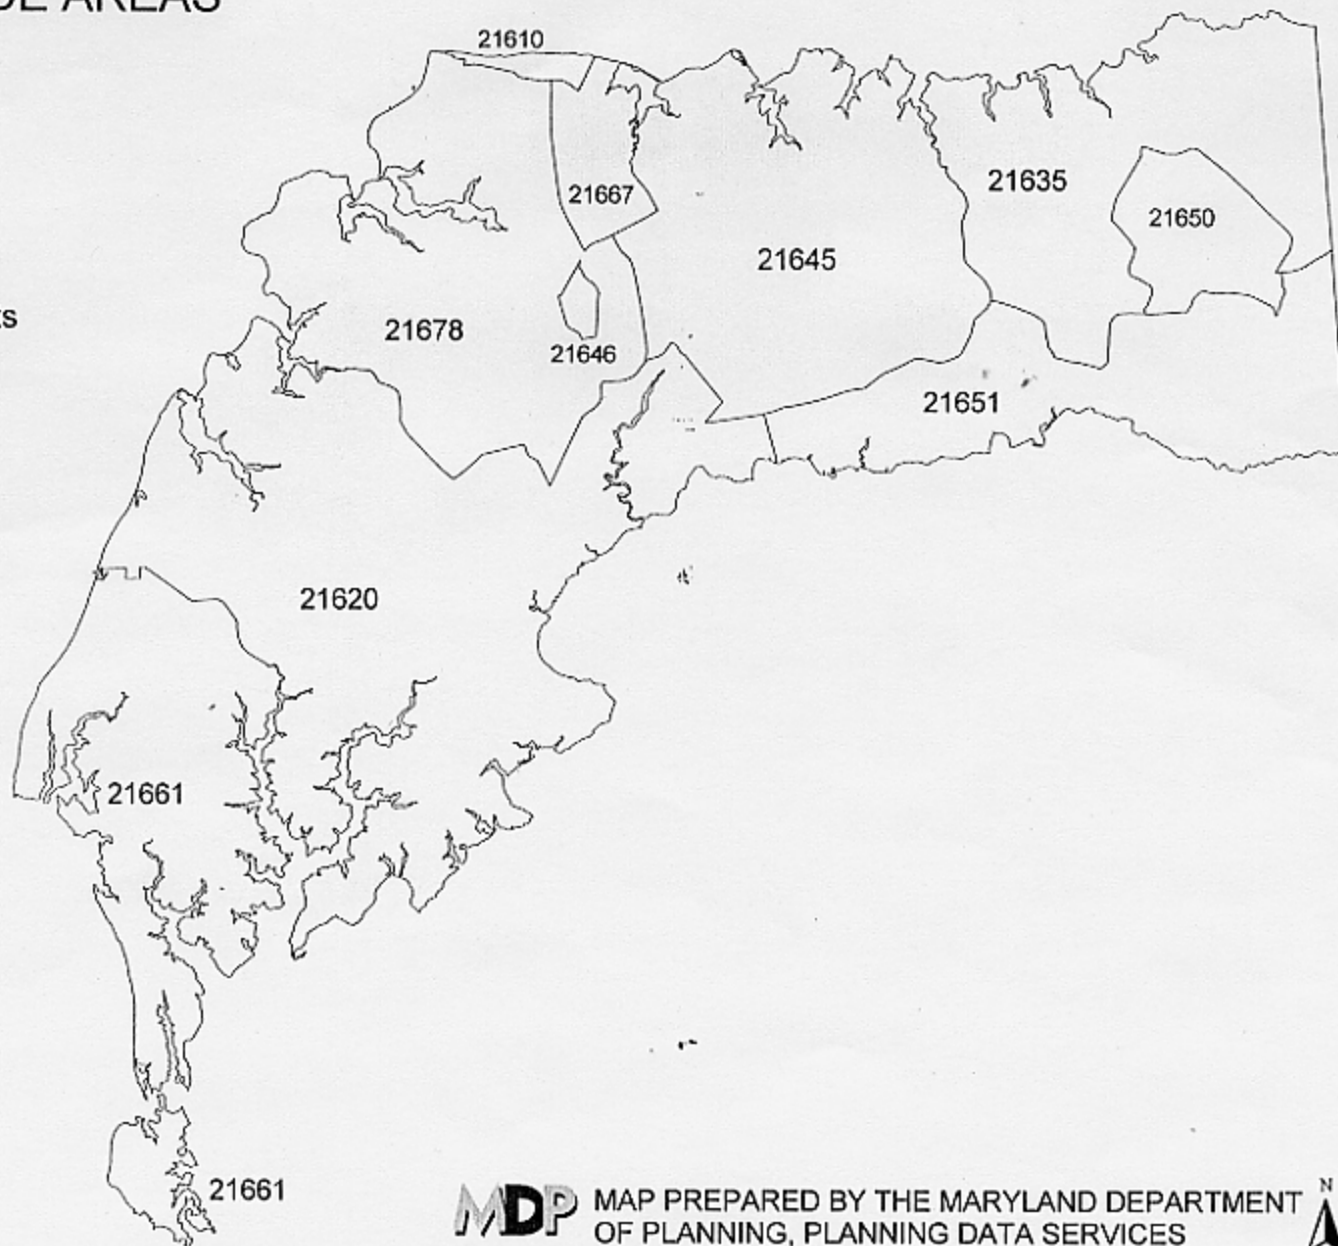 21610
21667
21635
21650
21645
21678
21646
21651
21620
21661
21661
MDP MAP PREPARED BY THE MARYLAND DEPARTMENT
OF PLANNING, PLANNING DATA SERVICES
N
AREAS